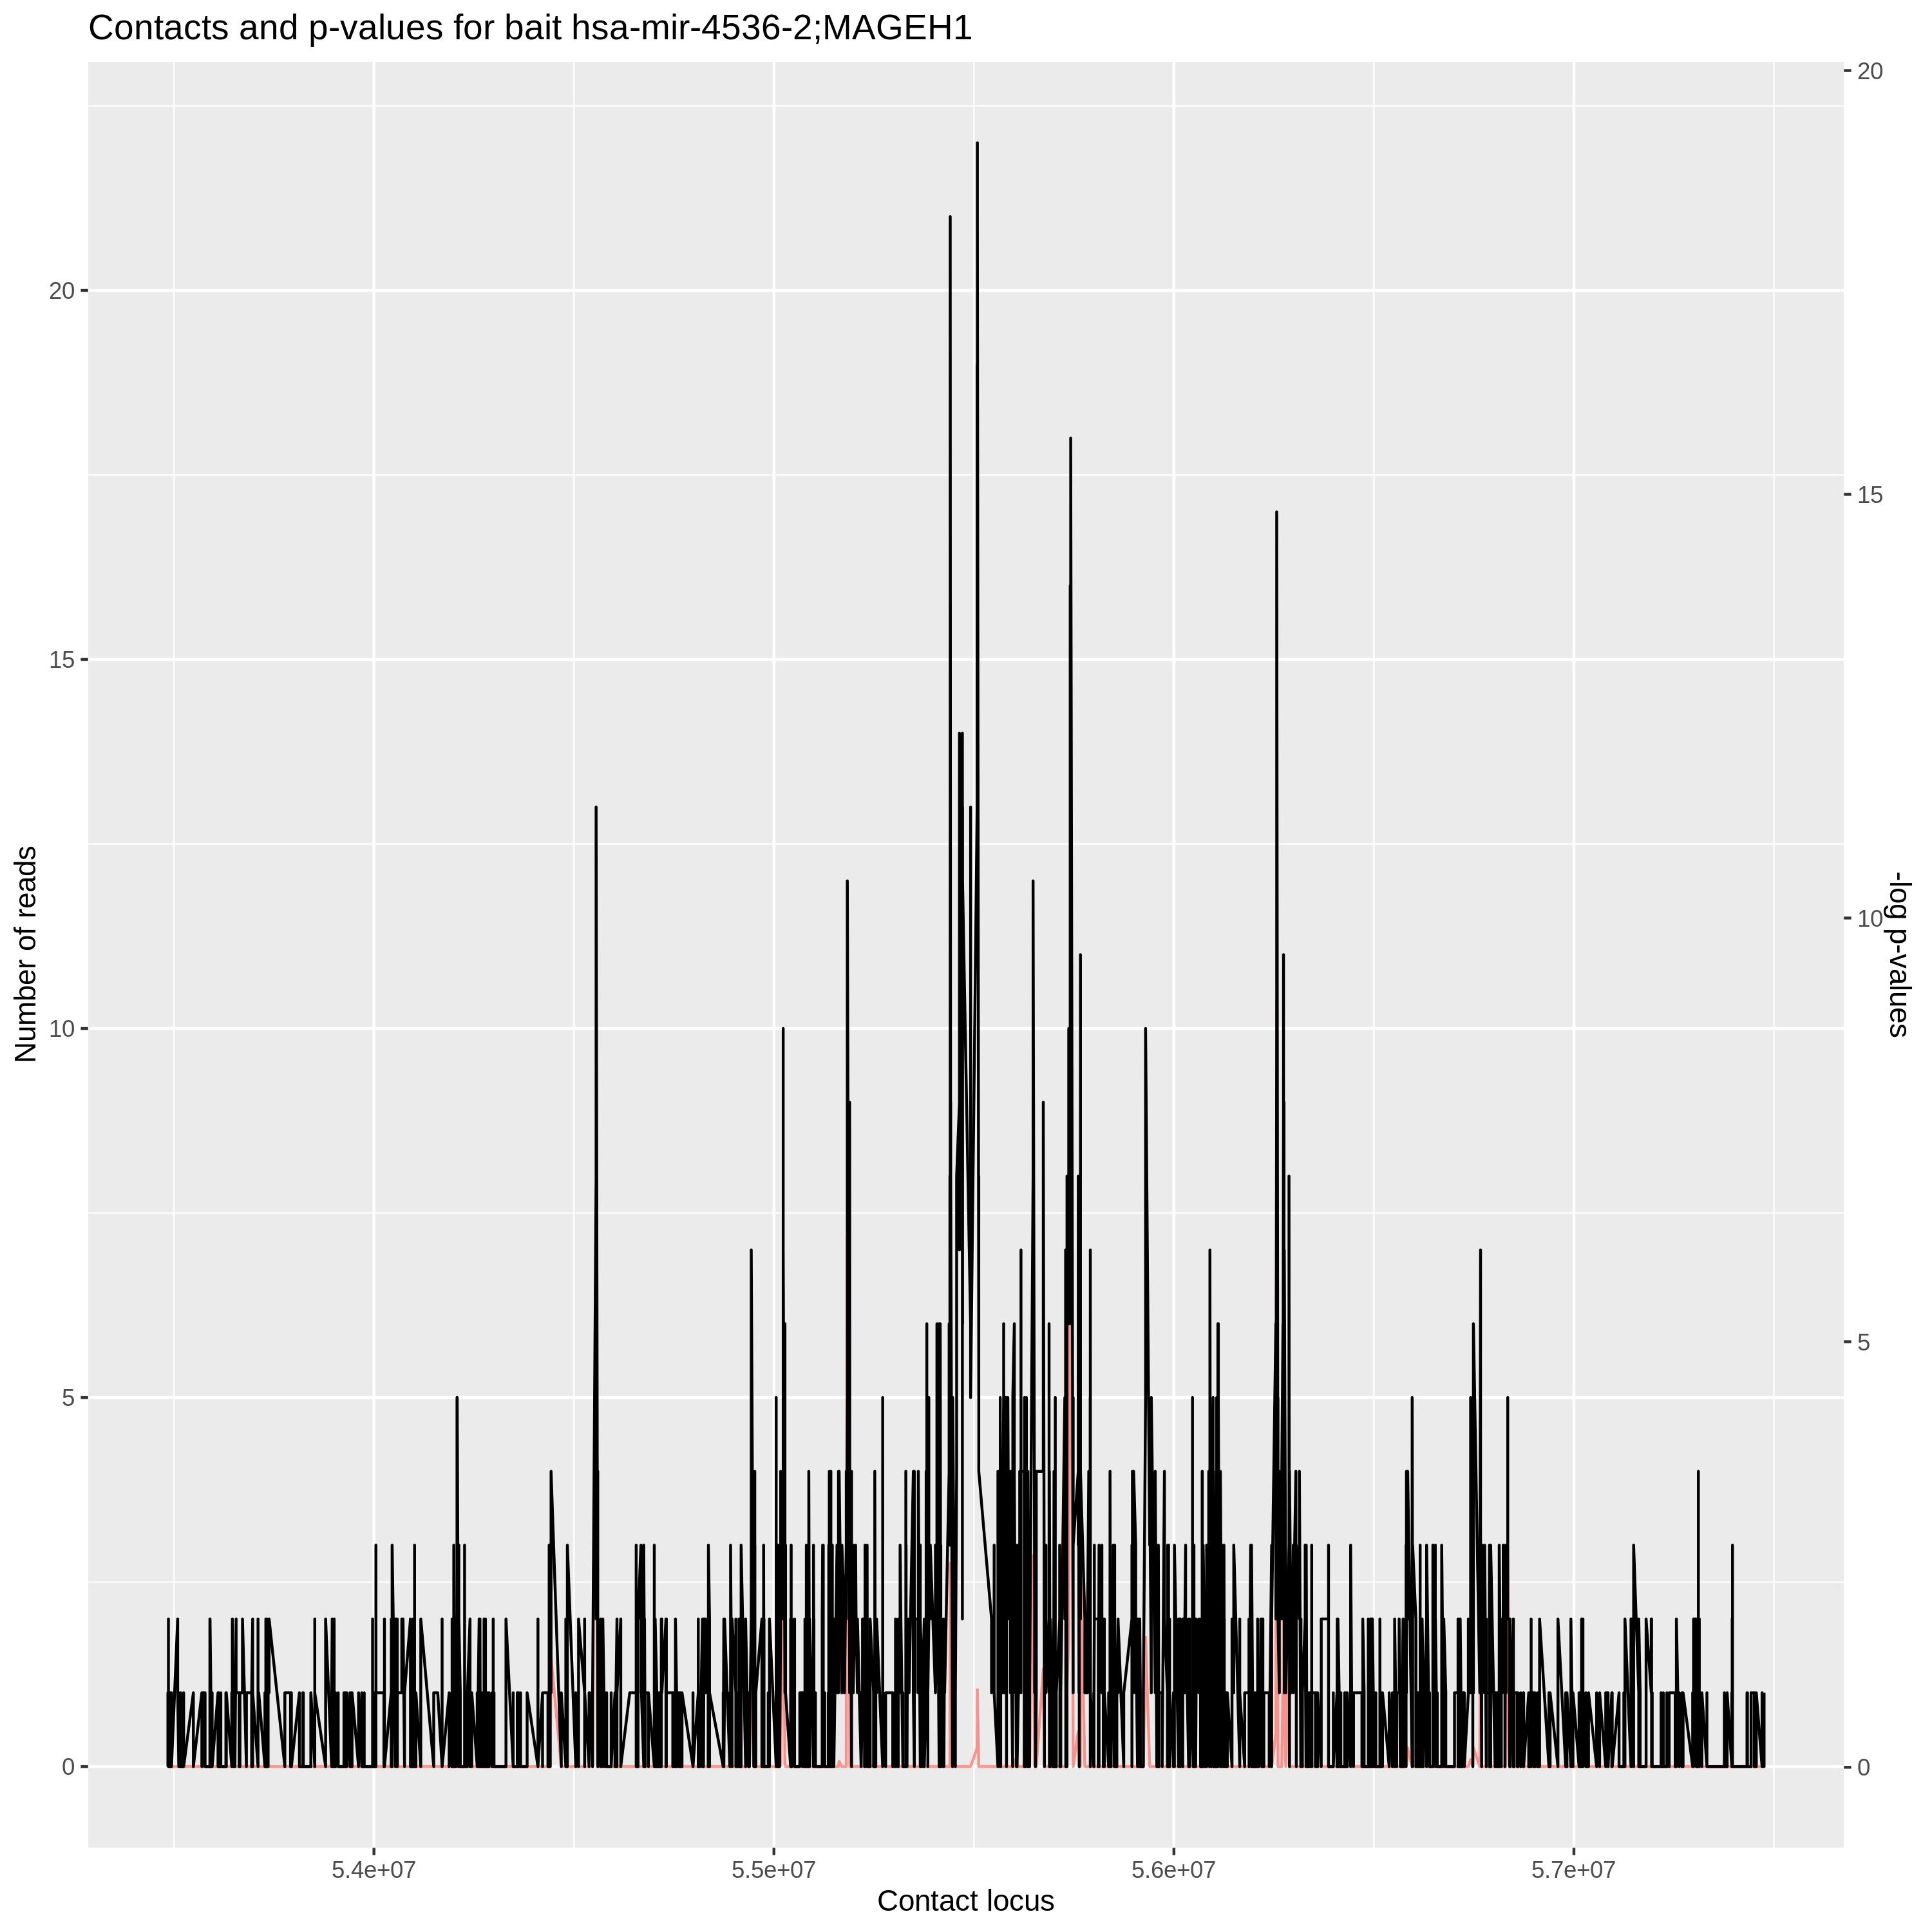 Contacts and p-values for bait hsa-mir-4536-2;MAGEH1
20
15
10
5
0
Number of reads
20
15
10
5
0
-log p-values
5.4e+07
5.5e+07
5.6e+07
5.7e+07
Contact locus